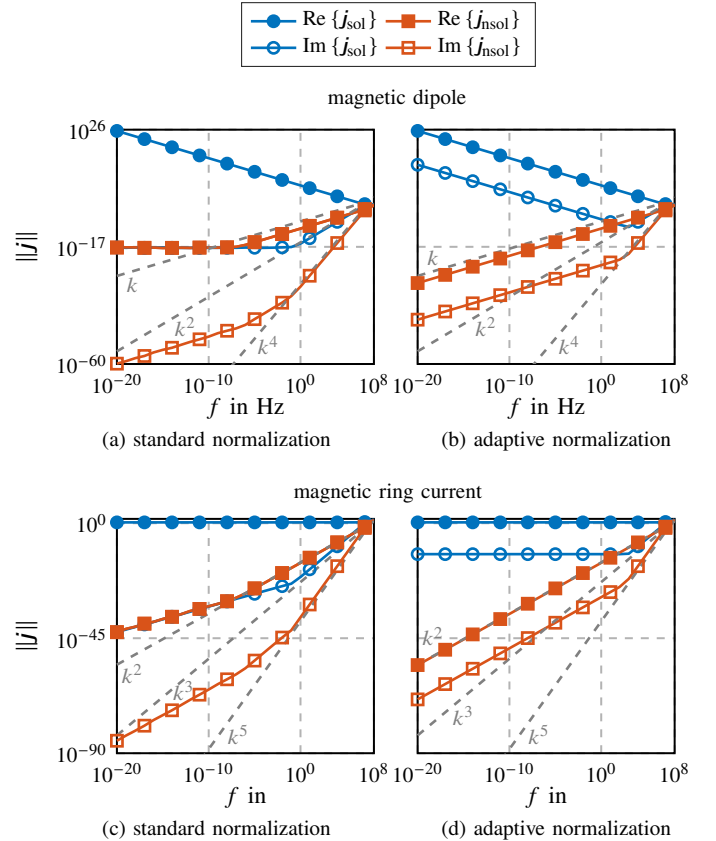 Re {j_sol} Re {j_nsol}
Im {j_sol} Im {j_nsol}
magnetic dipole
10^26
10^−17
10^−60
||j||
k
k^2
k^4
k^2
k^4
10^−20 10^−10 10^0 10^8 10^−20 10^−10 10^0 10^8
f in Hz f in Hz
(a) standard normalization (b) adaptive normalization
magnetic ring current
10^0
10^−45
10^−90
||j||
k^2
k^3
k^5
k^2
k^3
k^5
10^−20 10^−10 10^0 10^8 10^−20 10^−10 10^0 10^8
f in f in
(c) standard normalization (d) adaptive normalization